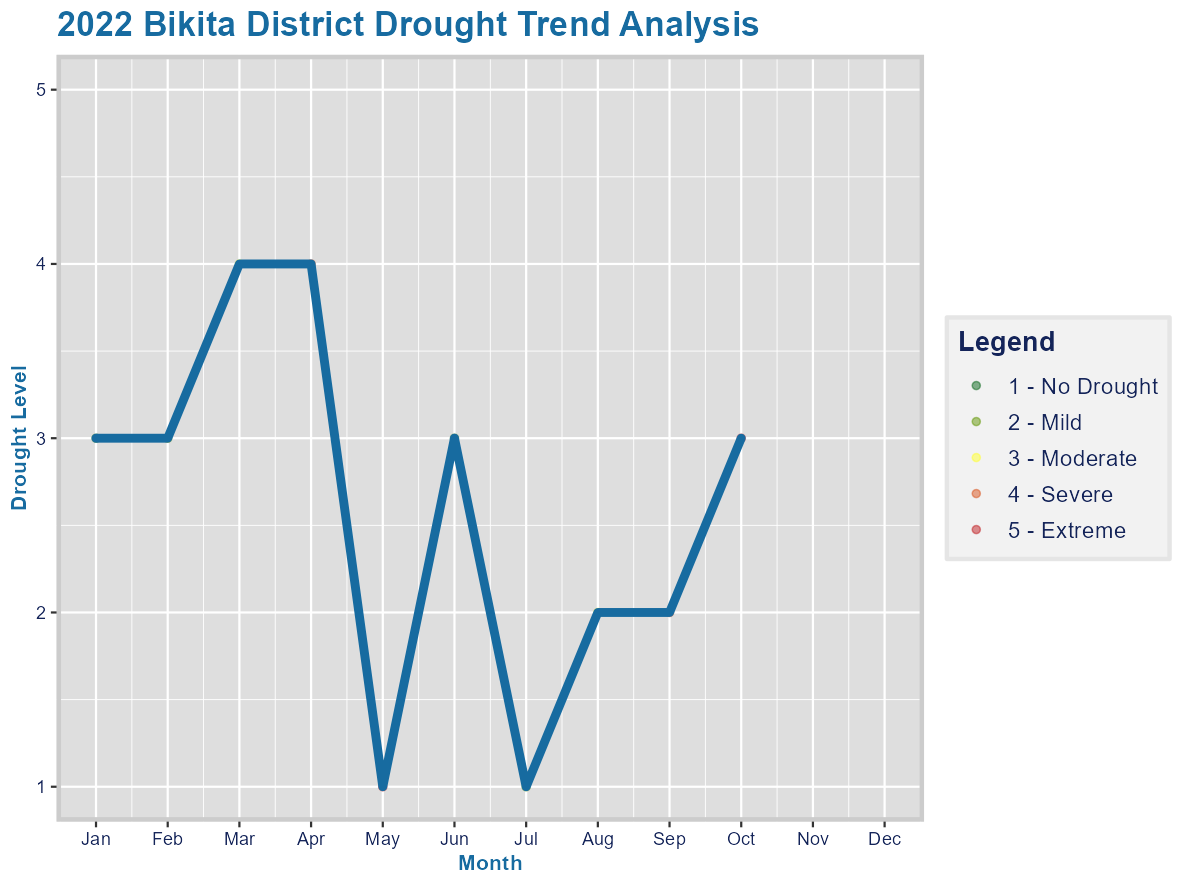 2022 Bikita District Drought Trend Analysis
Drought Level
5
4
3
2
1
Jan Feb Mar Apr May Jun Jul Aug Sep Oct Nov Dec
Month
Legend
1 - No Drought
2 - Mild
3 - Moderate
4 - Severe
5 - Extreme